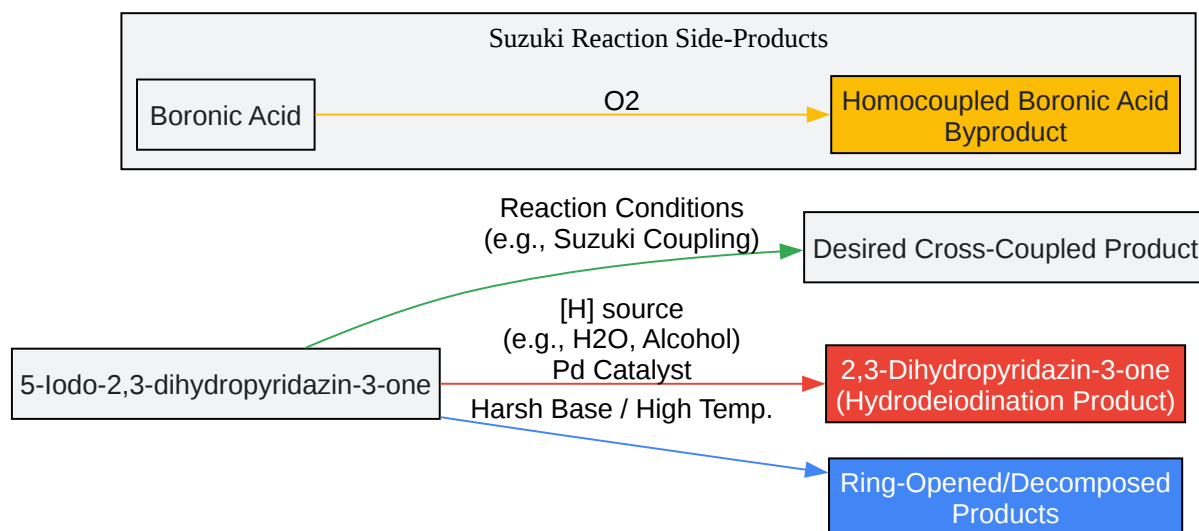 Suzuki Reaction Side-Products
Boronic Acid
O2
Homocoupled Boronic Acid
Byproduct
Reaction Conditions
(e.g., Suzuki Coupling)
Desired Cross-Coupled Product
5-Iodo-2,3-dihydropyridazin-3-one
[H] source
(e.g., H2O, Alcohol)
Pd Catalyst
2,3-Dihydropyridazin-3-one
(Hydrodeiodination Product)
Harsh Base / High Temp.
Ring-Opened/Decomposed
Products